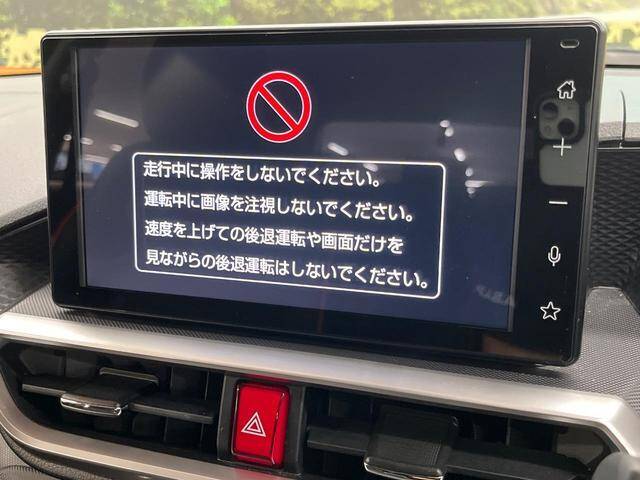 走行中に操作をしないでください。
運転中に画像を注視しないでください。
速度を上げての後退運転や画面だけを
見ながらの後退運転はしないでください。